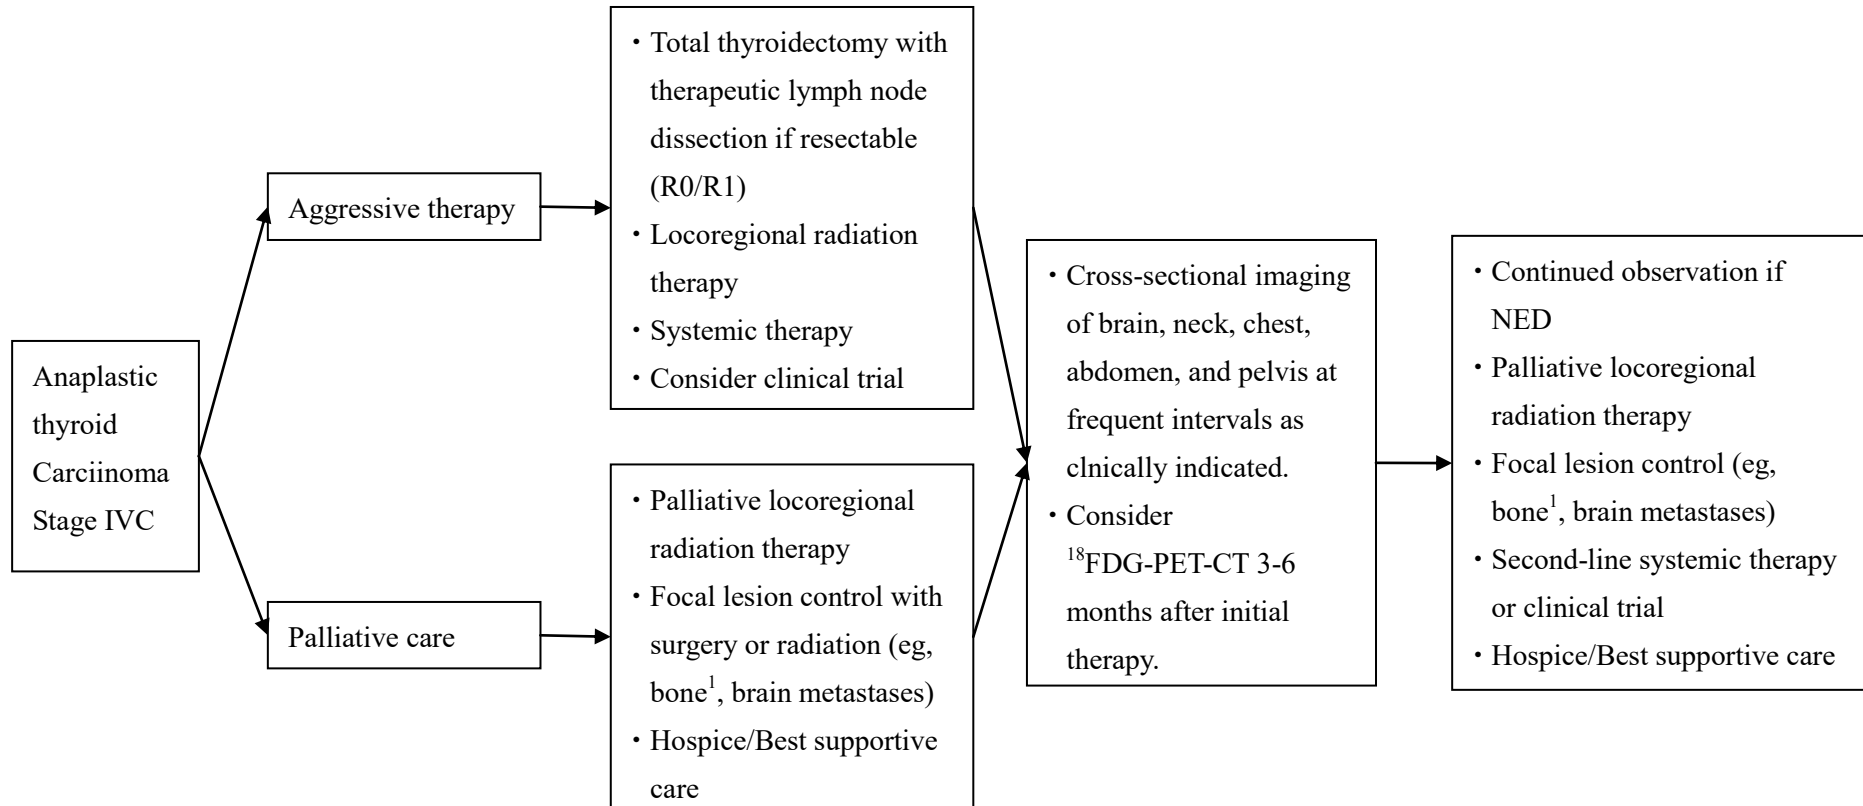 Anaplastic
thyroid
Carciinoma
Stage IVC
Aggressive therapy
・Total thyroidectomy with
therapeutic lymph node
dissection if resectable
(R0/R1)
・Locoregional radiation
therapy
・Systemic therapy
・Consider clinical trial
Palliative care
・Palliative locoregional
radiation therapy
・Focal lesion control with
surgery or radiation (eg,
bone¹, brain metastases)
・Hospice/Best supportive
care
・Cross-sectional imaging
of brain, neck, chest,
abdomen, and pelvis at
frequent intervals as
clnically indicated.
・Consider
¹⁸FDG-PET-CT 3-6
months after initial
therapy.
・Continued observation if
NED
・Palliative locoregional
radiation therapy
・Focal lesion control (eg,
bone¹, brain metastases)
・Second-line systemic therapy
or clinical trial
・Hospice/Best supportive care